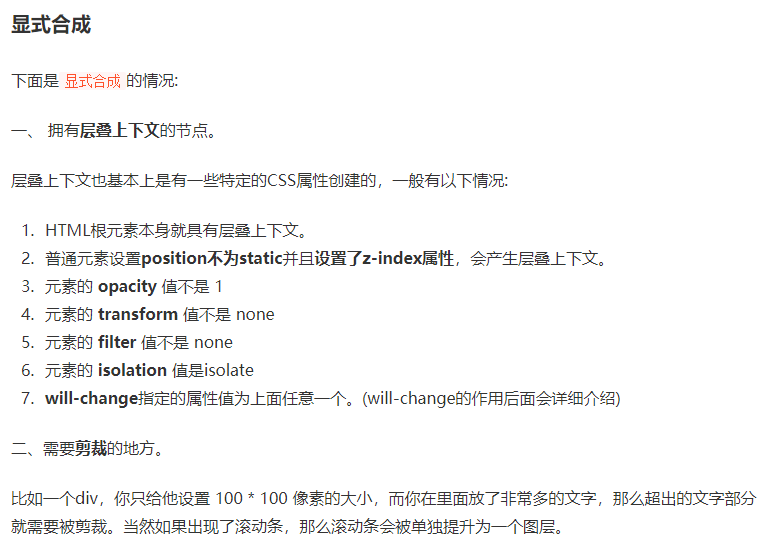 显式合成
下面是 显式合成 的情况:
一、 拥有层叠上下文的节点。
层叠上下文也基本上是有一些特定的CSS属性创建的，一般有以下情况:
1. HTML根元素本身就具有层叠上下文。
2. 普通元素设置position不为static并且设置了z-index属性，会产生层叠上下文。
3. 元素的 opacity 值不是 1
4. 元素的 transform 值不是 none
5. 元素的 filter 值不是 none
6. 元素的 isolation 值是isolate
7. will-change指定的属性值为上面任意一个。(will-change的作用后面会详细介绍)
二、需要剪裁的地方。
比如一个div，你只给他设置 100 * 100 像素的大小，而你在里面放了非常多的文字，那么超出的文字部分
就需要被剪裁。当然如果出现了滚动条，那么滚动条会被单独提升为一个图层。